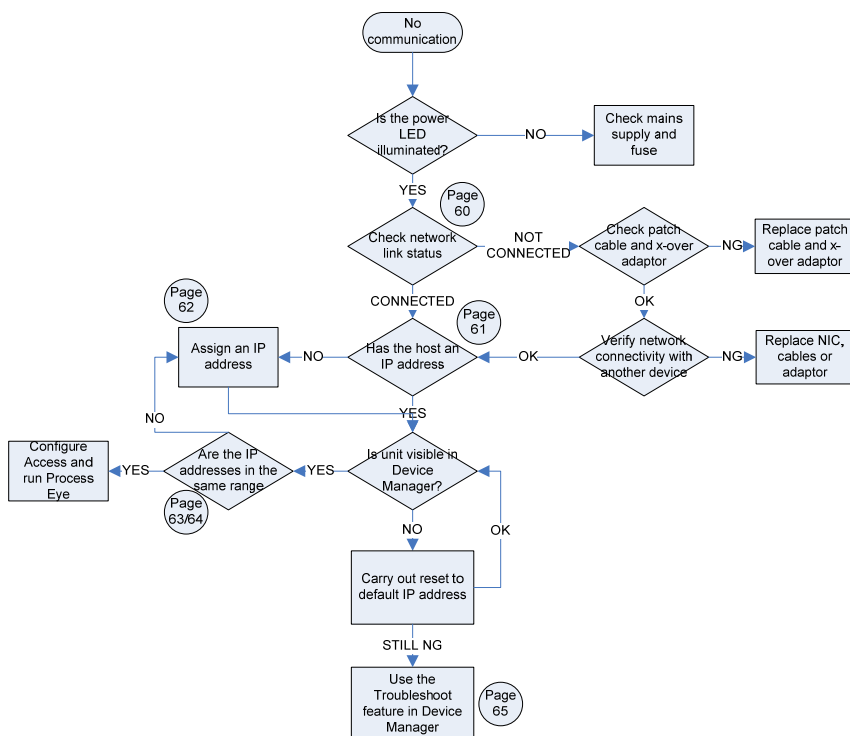 No
communication
Is the power
LED
illuminated?
NO
Check mains
supply and
fuse
YES
Page
60
Check network
link status
NOT
CONNECTED
Check patch
cable and x-over
adaptor
NG
Replace patch
cable and x-
over adaptor
CONNECTED
OK
Page
62
Page
61
Assign an IP
address
NO
Has the host an
IP address
OK
Verify network
connectivity with
another device
NG
Replace NIC,
cables or
adaptor
NO
YES
Configure
Access and
run Process
Eye
YES
Are the IP
addresses in the
same range
YES
Is unit visible in
Device
Manager?
Page
63/64
NO
OK
Carry out reset to
default IP address
STILL NG
Use the
Troubleshoot
feature in Device
Manager
Page
65